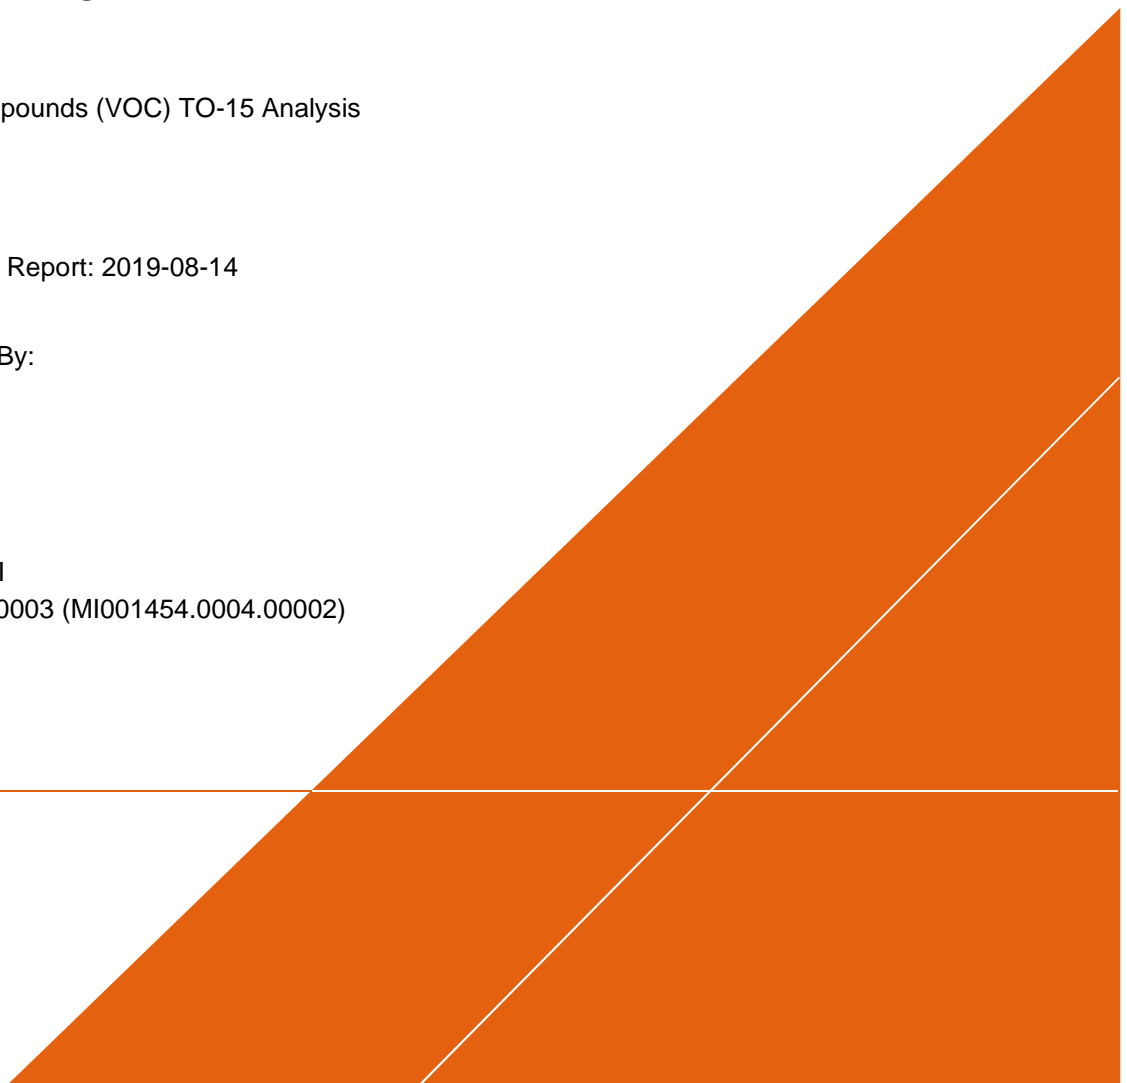 pounds (VOC) TO-15 Analysis
Report: 2019-08-14
By:
0003 (MI001454.0004.00002)